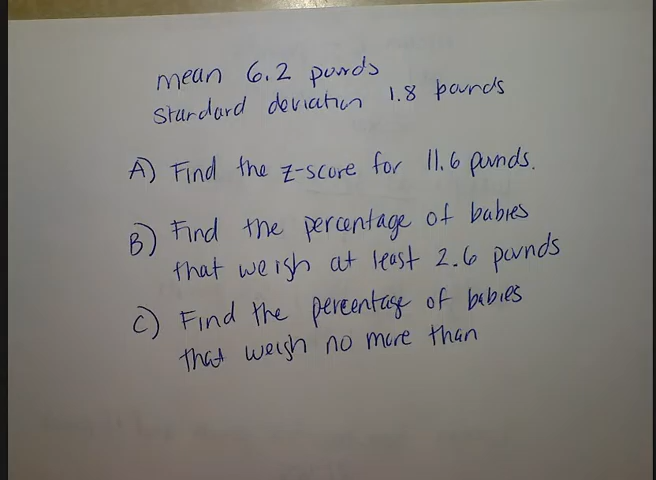 mean 6.2 pounds
standard deviation 1.8 pounds
A) Find the z-score for 11.6 pounds.
B) Find the percentage of babies
that weigh at least 2.6 pounds
C) Find the percentage of babies
that weigh no more than